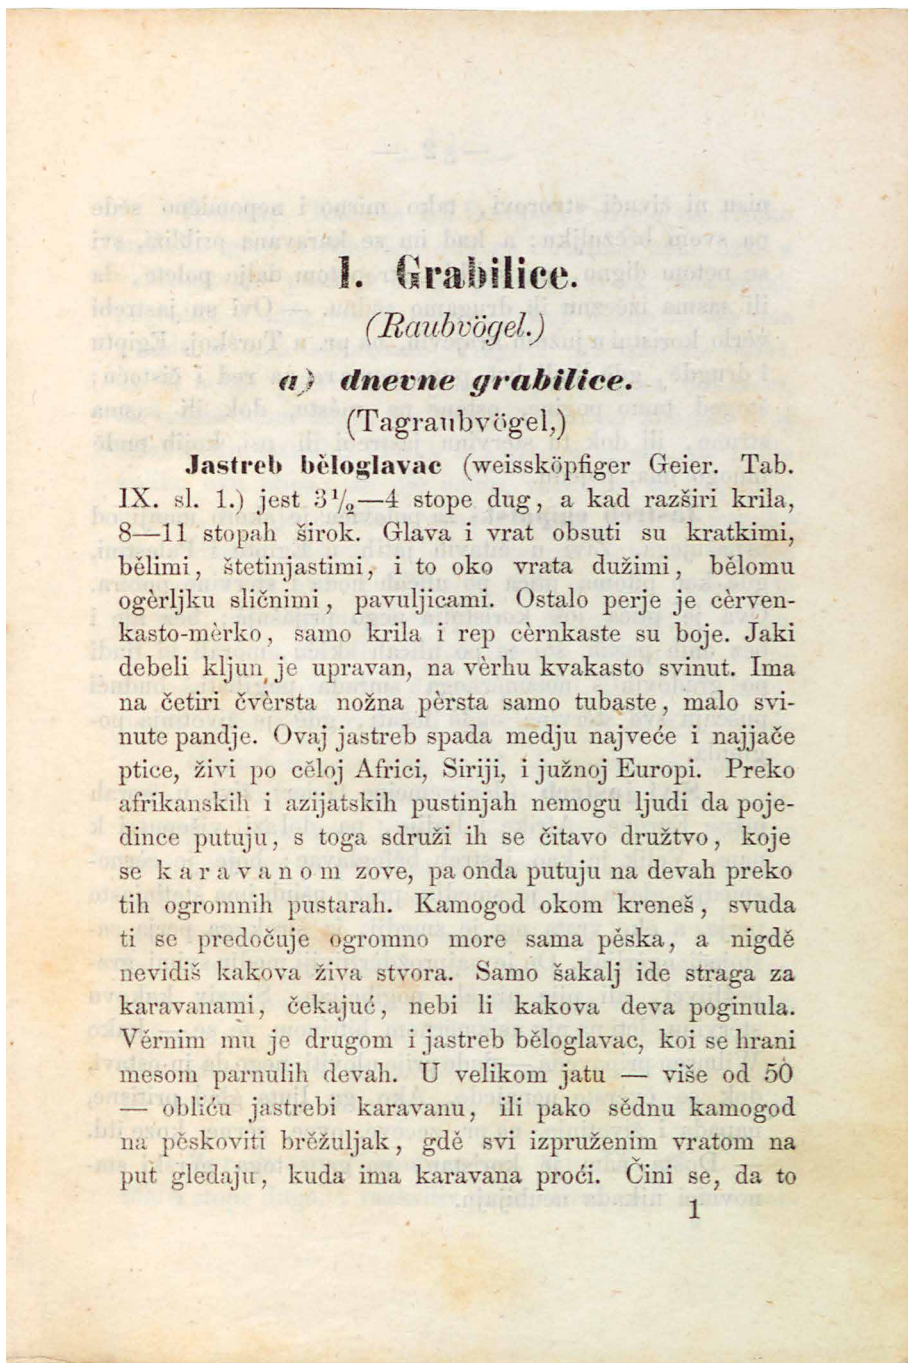 1. Grabilice.
(Raubvögel.)
a) dnevne grabilice.
(Tagraubvögel,)
Jastreb běloglavac (weissköpfiger Geier. Tab.
IX. sl. 1.) jest 3½—4 stope dug, a kad razširi krila,
8—11 stopah širok. Glava i vrat obsuti su kratkimi,
bělimi, štetinjastimi, i to oko vrata dužimi, bělomu
ogèrljku sličnimi, pavuljicami. Ostalo perje je cèrven-
kasto-mèrko, samo krila i rep cèrnkaste su boje. Jaki
debeli kljun je upravan, na vèrhu kvakasto svinut. Ima
na četiri čvèrsta nožna pèrsta samo tubaste, malo svi-
nute pandje. Ovaj jastreb spada medju najveće i najjače
ptice, živi po cěloj Africi, Siriji, i južnoj Europi. Preko
afrikanskih i azijatskih pustinjah nemogu ljudi da poje-
dince putuju, s toga sdruži ih se čitavo družtvo, koje
se karavanom zove, pa onda putuju na devah preko
tih ogromnih pustarah. Kamogod okom kreneš, svuda
ti se predočuje ogromno more sama pěska, a nigdě
nevidiš kakova živa stvora. Samo šakalj ide straga za
karavanami, čekajuć, nebi li kakova deva poginula.
Věrnim mu je drugom i jastreb běloglavac, koi se hrani
mesom parnulih devah. U velikom jatu — više od 50
— obliću jastrebi karavanu, ili pako sědnu kamogod
na pěskoviti brěžuljak, gdě svi izpruženim vratom na
put gledaju, kuda ima karavana proći. Čini se, da to
1